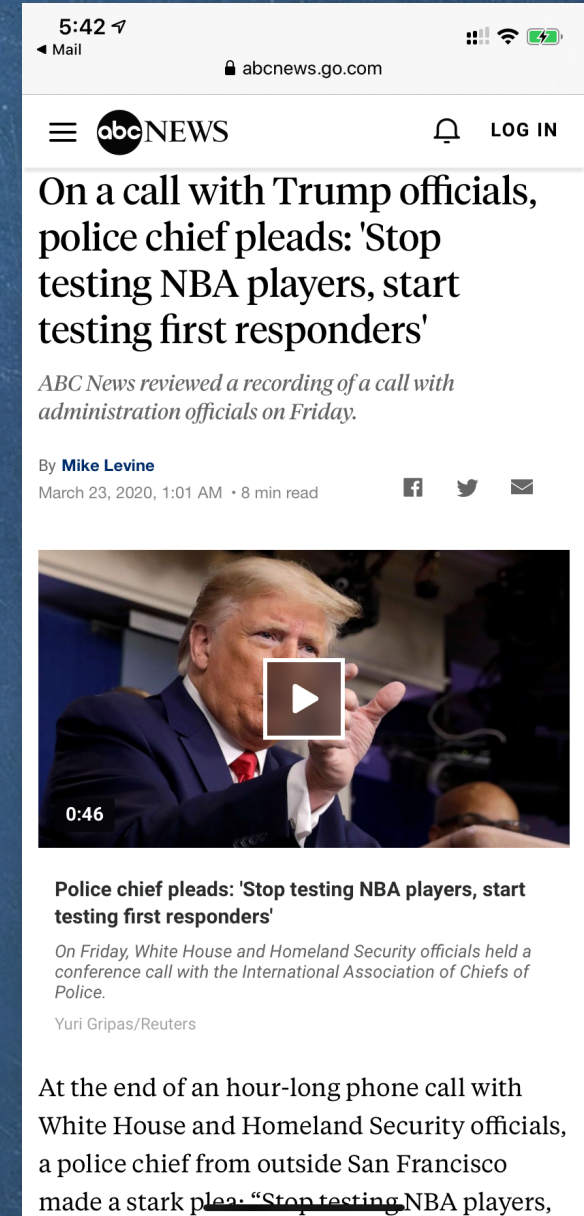 5:42
Mail
abcnews.go.com
abc NEWS
LOG IN
On a call with Trump officials,
police chief pleads: 'Stop
testing NBA players, start
testing first responders'
ABC News reviewed a recording of a call with
administration officials on Friday.
By Mike Levine
March 23, 2020, 1:01 AM • 8 min read
0:46
Police chief pleads: 'Stop testing NBA players, start
testing first responders'
On Friday, White House and Homeland Security officials held a
conference call with the International Association of Chiefs of
Police.
Yuri Gripas/Reuters
At the end of an hour-long phone call with
White House and Homeland Security officials,
a police chief from outside San Francisco
made a stark plea: “Stop testing NBA players,